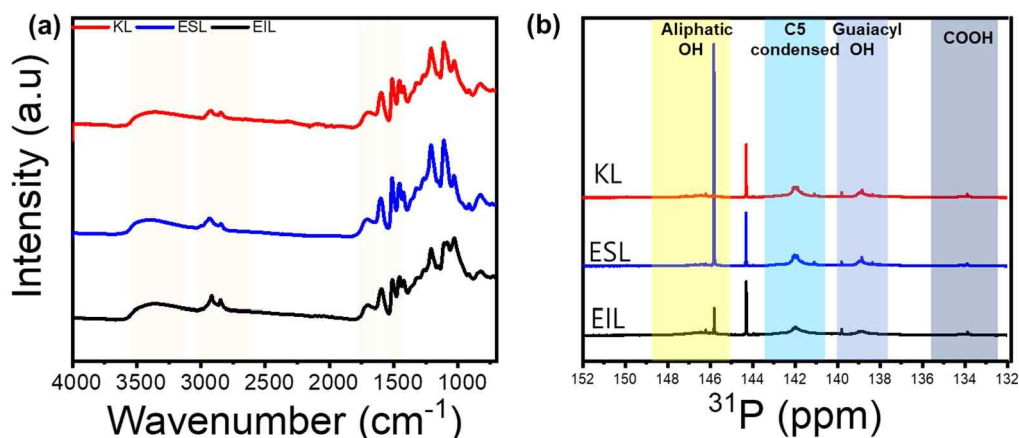 (a)
KL ESL EIL
Intensity (a.u)
4000 3500 3000 2500 2000 1500 1000
Wavenumber (cm⁻¹)
(b)
Aliphatic OH
C5 condensed
Guaiacyl OH
COOH
KL
ESL
EIL
152 150 148 146 144 142 140 138 136 134 132
³¹P (ppm)